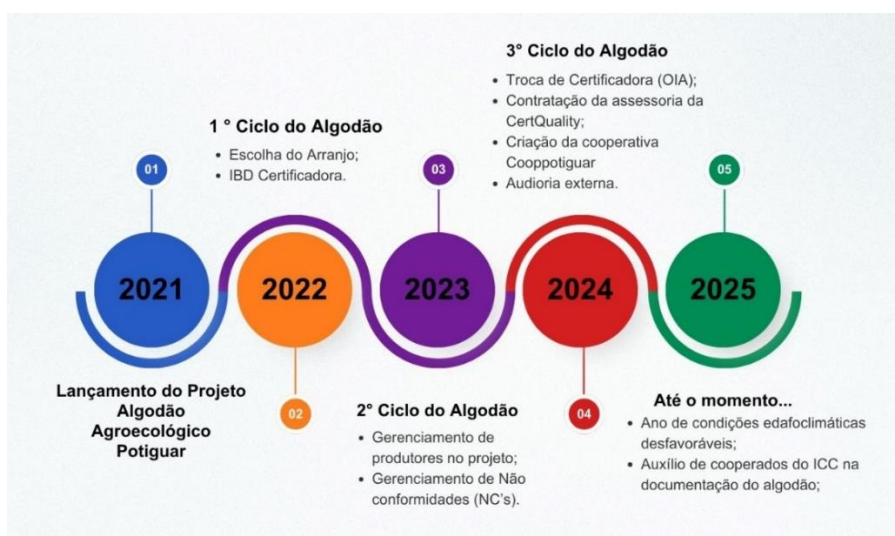 01
2021
Lançamento do Projeto
Algodão
Agroecológico
Potiguar
1 ° Ciclo do Algodão
• Escolha do Arranjo;
• IBD Certificadora.
2022
02
03
2023
2° Ciclo do Algodão
• Gerenciamento de
produtores no projeto;
• Gerenciamento de Não
conformidades (NC's).
3° Ciclo do Algodão
• Troca de Certificadora (OIA);
• Contratação da assessoria da
CertQuality;
• Criação da cooperativa
Cooppotiguar
• Audioria externa.
2024
04
05
2025
Até o momento...
• Ano de condições edafoclimáticas
desfavoráveis;
• Auxílio de cooperados do ICC na
documentação do algodão;